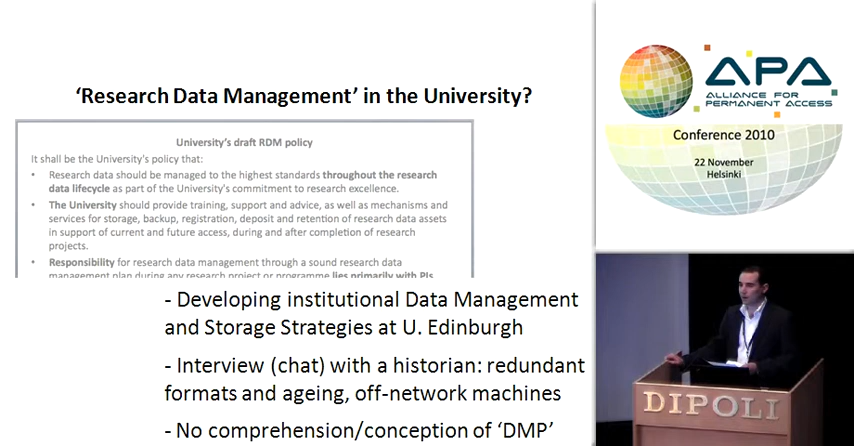 'Research Data Management' in the University?
University's draft RDM policy
It shall be the University's policy that:
• Research data should be managed to the highest standards throughout the research
data lifecycle as part of the University's commitment to research excellence.
• The University should provide training, support and advice, as well as mechanisms and
services for storage, backup, registration, deposit and retention of research data assets
in support of current and future access, during and after completion of research
projects.
• Responsibility for research data management through a sound research data
management plan during any research project or programme lies primarily with PIs
- Developing institutional Data Management
and Storage Strategies at U. Edinburgh
- Interview (chat) with a historian: redundant
formats and ageing, off-network machines
- No comprehension/conception of 'DMP'
APA
ALLIANCE FOR
PERMANENT ACCESS
Conference 2010
22 November
Helsinki
DIPOLI